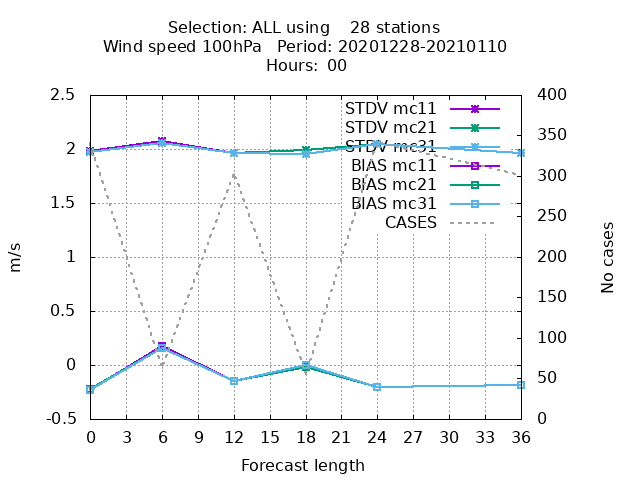 Selection: ALL using    28 stations
Wind speed 100hPa   Period: 20201228-20210110
Hours: 00
STDV mc11
STDV mc21
STDV mc31
BIAS mc11
BIAS mc21
BIAS mc31
CASES
2.5
2
1.5
1
0.5
0
-0.5
m/s
400
350
300
250
200
150
100
50
0
No cases
0 3 6 9 12 15 18 21 24 27 30 33 36
Forecast length